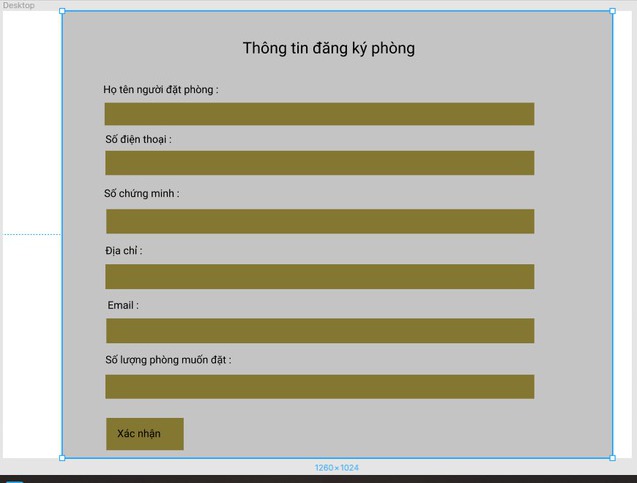 Desktop
Thông tin đăng ký phòng
Họ tên người đặt phòng :
Số điện thoại :
Số chứng minh :
Địa chỉ :
Email :
Số lượng phòng muốn đặt :
Xác nhận
1260 × 1024